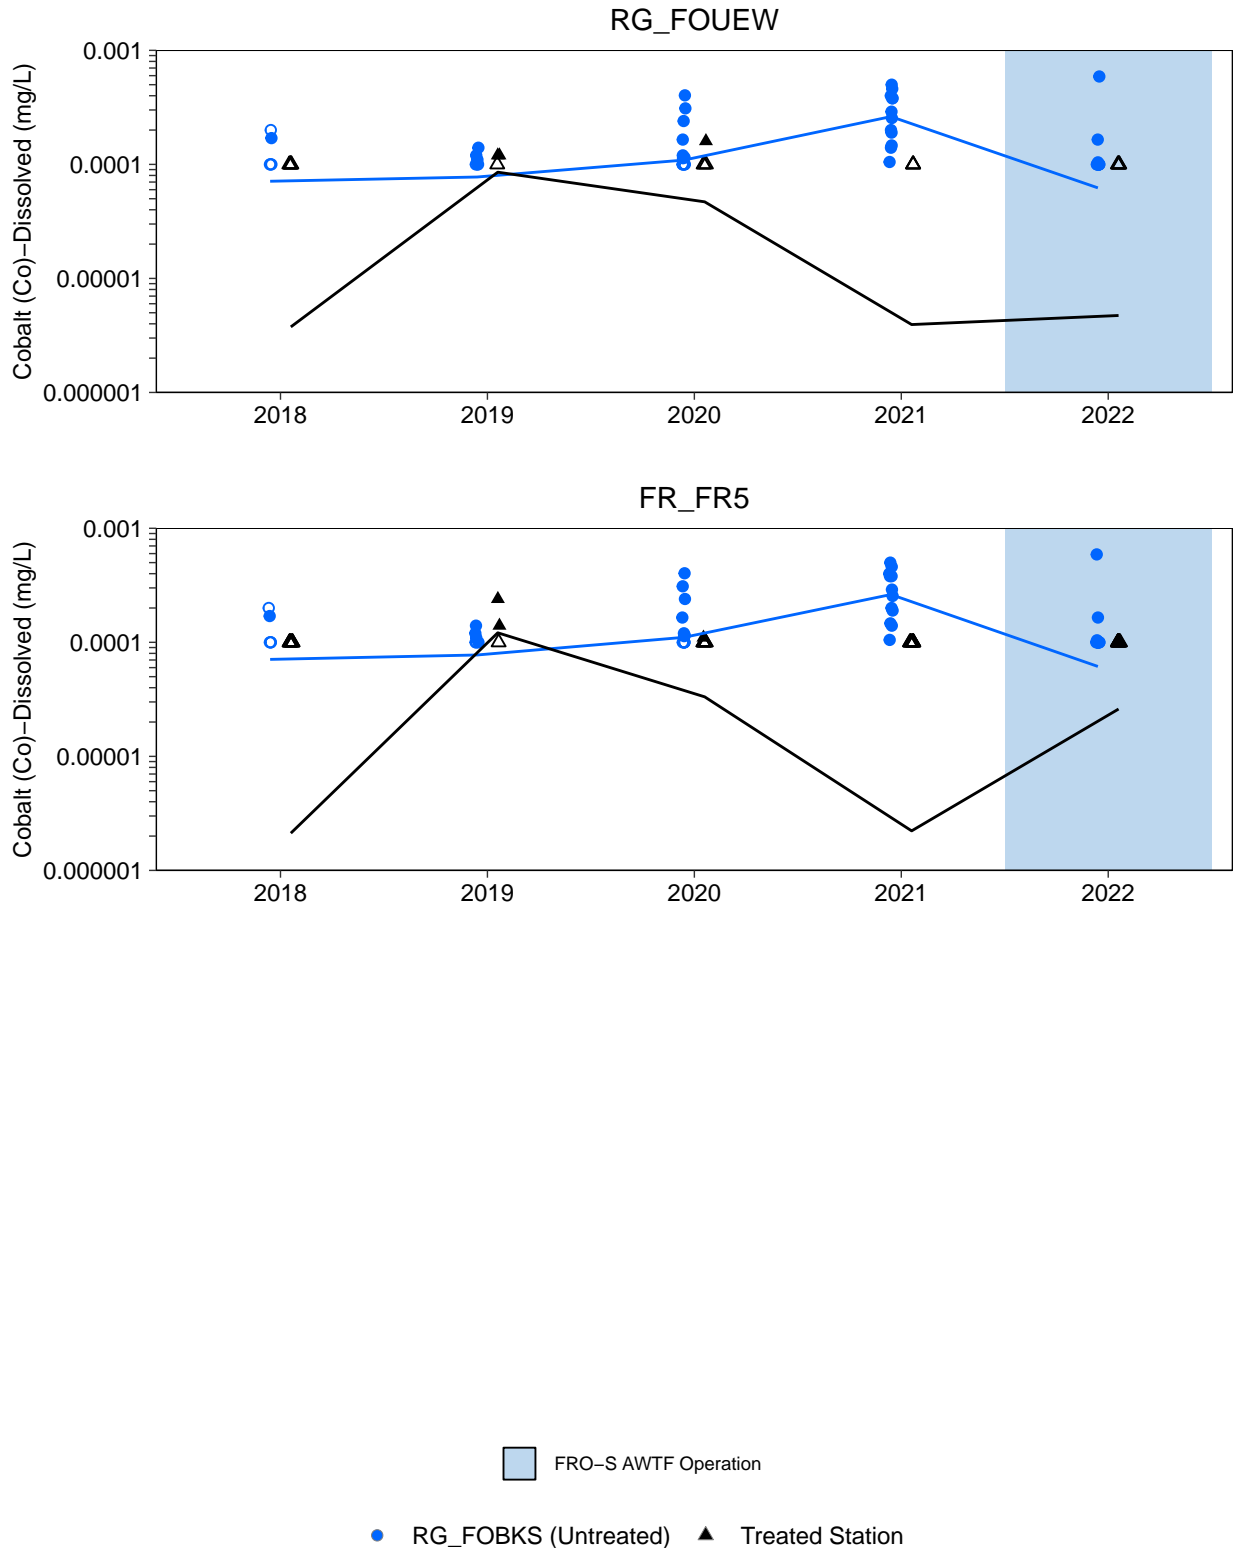 RG_FOUEW
Cobalt (Co)−Dissolved (mg/L)
0.001
0.0001
0.00001
0.000001
2018 2019 2020 2021 2022
FR_FR5
Cobalt (Co)−Dissolved (mg/L)
0.001
0.0001
0.00001
0.000001
2018 2019 2020 2021 2022
FRO−S AWTF Operation
RG_FOBKS (Untreated) Treated Station